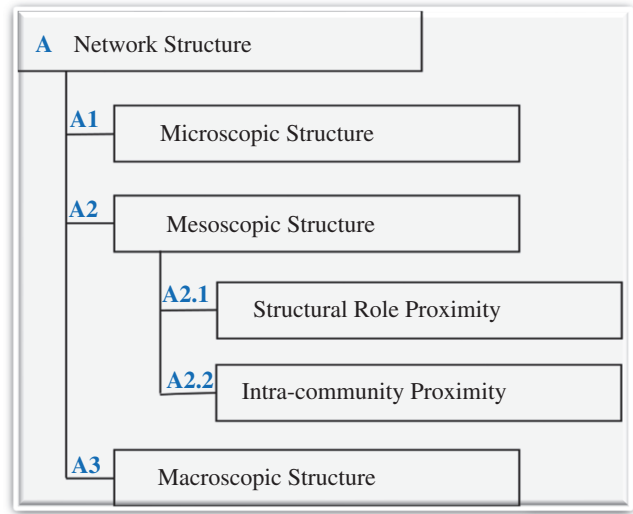 A Network Structure
A1 Microscopic Structure
A2 Mesoscopic Structure
A2.1 Structural Role Proximity
A2.2 Intra-community Proximity
A3 Macroscopic Structure